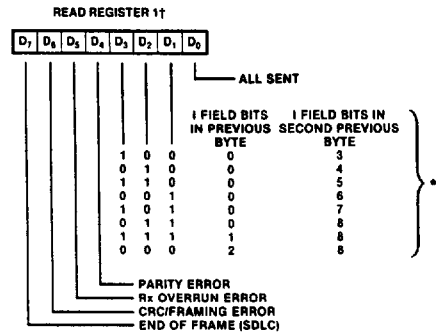 READ REGISTER 1†
D7 D6 D5 D4 D3 D2 D1 D0
ALL SENT
I FIELD BITS IN PREVIOUS BYTE
I FIELD BITS IN SECOND PREVIOUS BYTE
1 0 0 0 3
0 1 0 0 4
1 1 0 0 5
0 0 1 0 6
1 0 1 0 7
0 1 1 0 8
1 1 1 1 8
0 0 0 2 8
*
PARITY ERROR
Rx OVERRUN ERROR
CRC/FRAMING ERROR
END OF FRAME (SDLC)